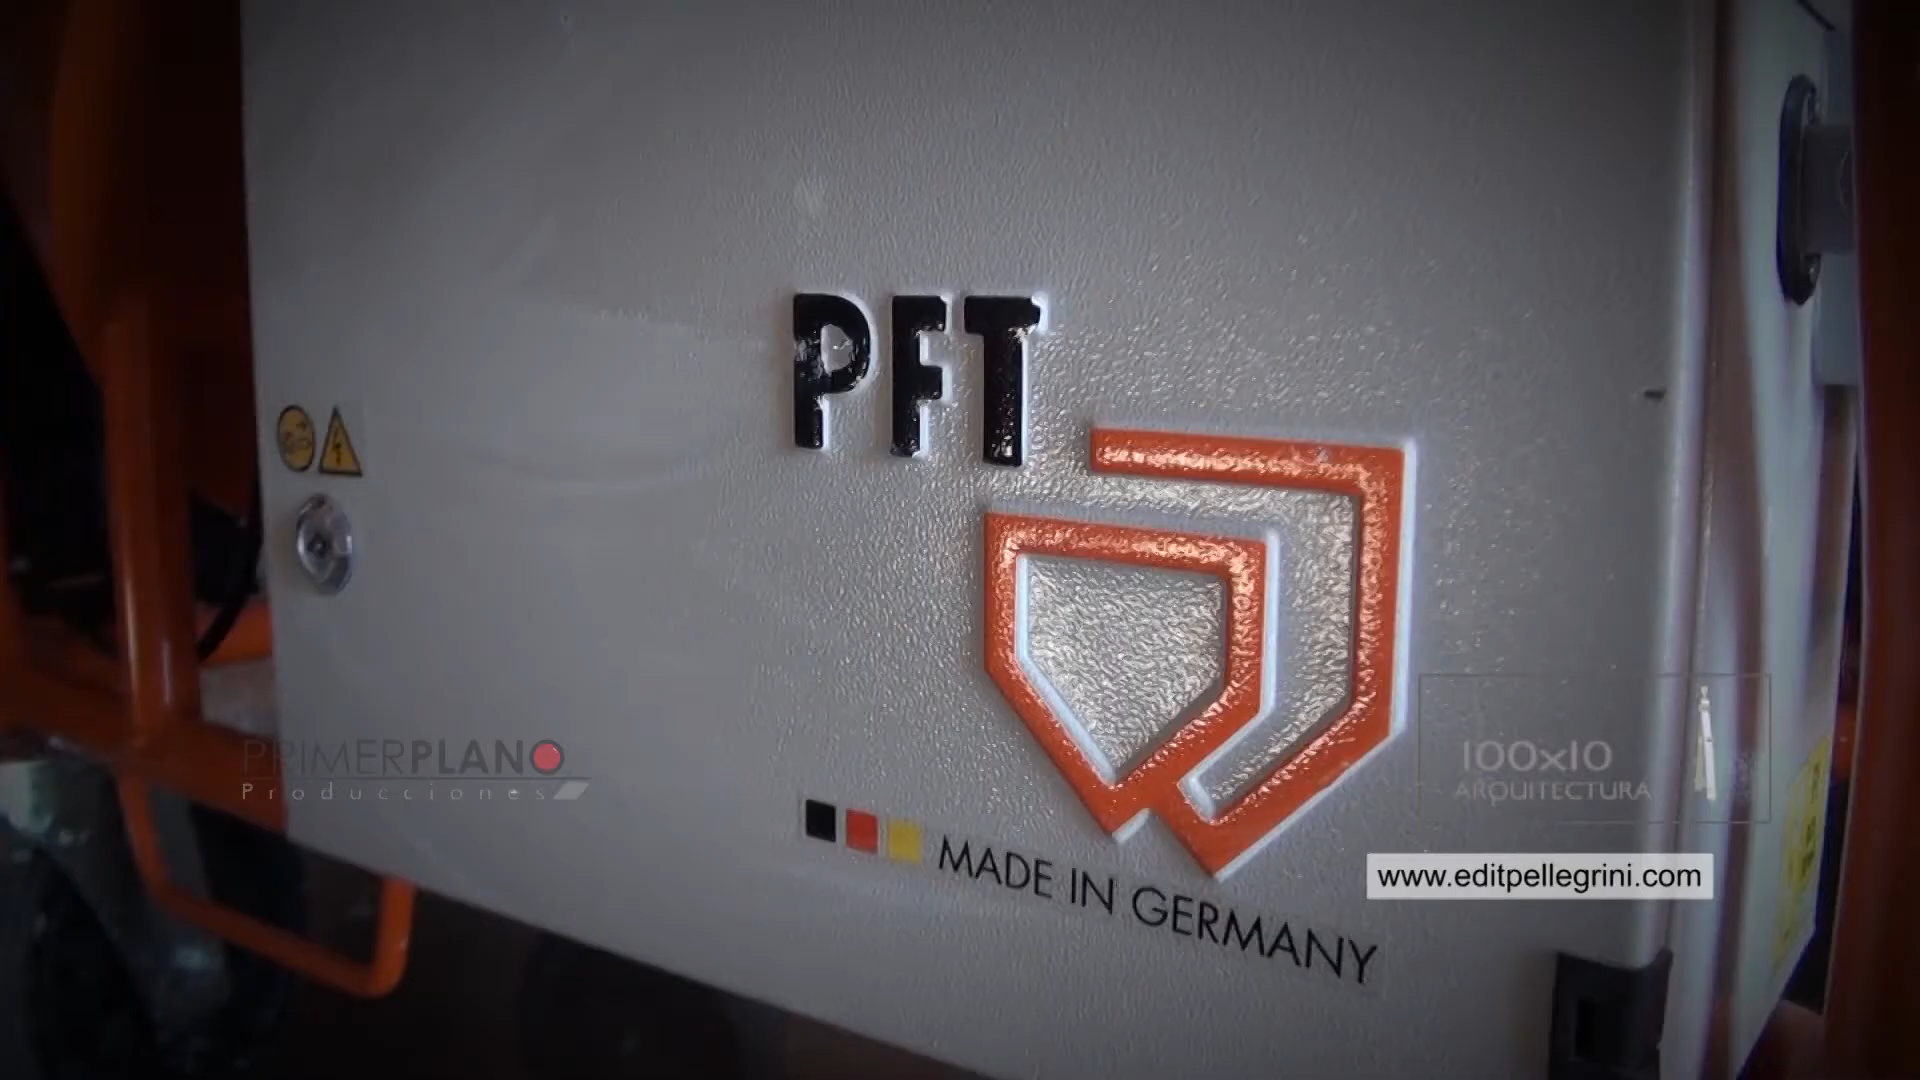 PFT
PRIMERPLANO
Producciones
100x10
ARQUITECTURA
MADE IN GERMANY
www.editpellegrini.com